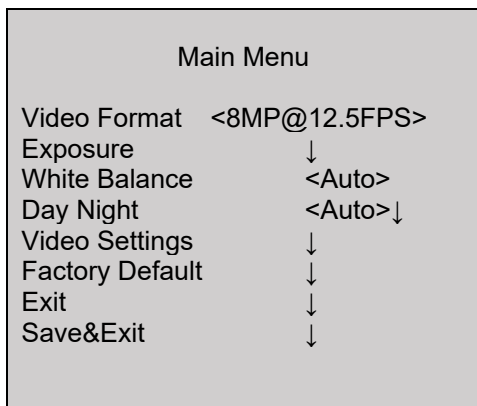 Main Menu
Video Format <8MP@12.5FPS>
Exposure ↓
White Balance <Auto>
Day Night <Auto>↓
Video Settings ↓
Factory Default ↓
Exit ↓
Save&Exit ↓